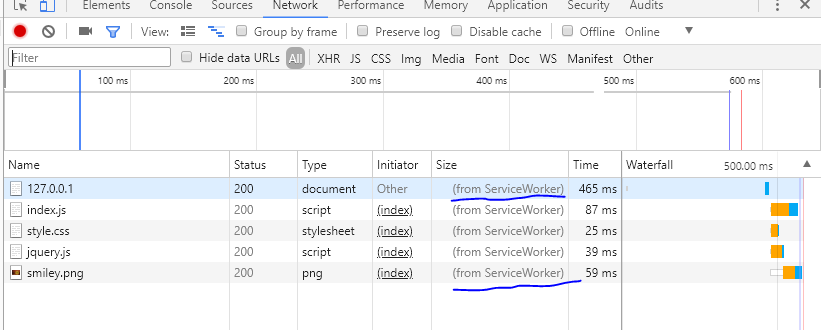 Elements Console Sources Network Performance Memory Application Security Audits
View: Group by frame Preserve log Disable cache Offline Online
Filter Hide data URLs All XHR JS CSS Img Media Font Doc WS Manifest Other
100 ms 200 ms 300 ms 400 ms 500 ms 600 ms
Name Status Type Initiator Size Time Waterfall 500.00 ms
127.0.0.1 200 document Other (from ServiceWorker) 465 ms
index.js 200 script (index) (from ServiceWorker) 87 ms
style.css 200 stylesheet (index) (from ServiceWorker) 25 ms
jquery.js 200 script (index) (from ServiceWorker) 39 ms
smiley.png 200 png (index) (from ServiceWorker) 59 ms